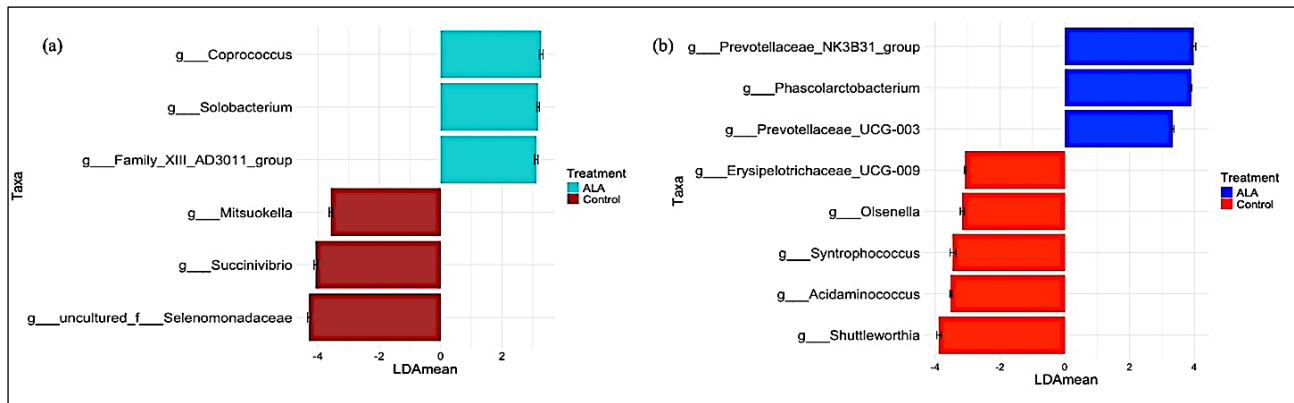 (a)
Taxa
g___Coprococcus
g___Solobacterium
g___Family_XIII_AD3011_group
g___Mitsuokella
g___Succinivibrio
g___uncultured_f___Selenomonadaceae
-4 -2 0 2
LDAmean
Treatment
ALA
Control
(b)
Taxa
g___Prevotellaceae_NK3B31_group
g___Phascolarctobacterium
g___Prevotellaceae_UCG-003
g___Erysipelotrichaceae_UCG-009
g___Olsenella
g___Syntrophococcus
g___Acidaminococcus
g___Shuttleworthia
-4 -2 0 2 4
LDAmean
Treatment
ALA
Control